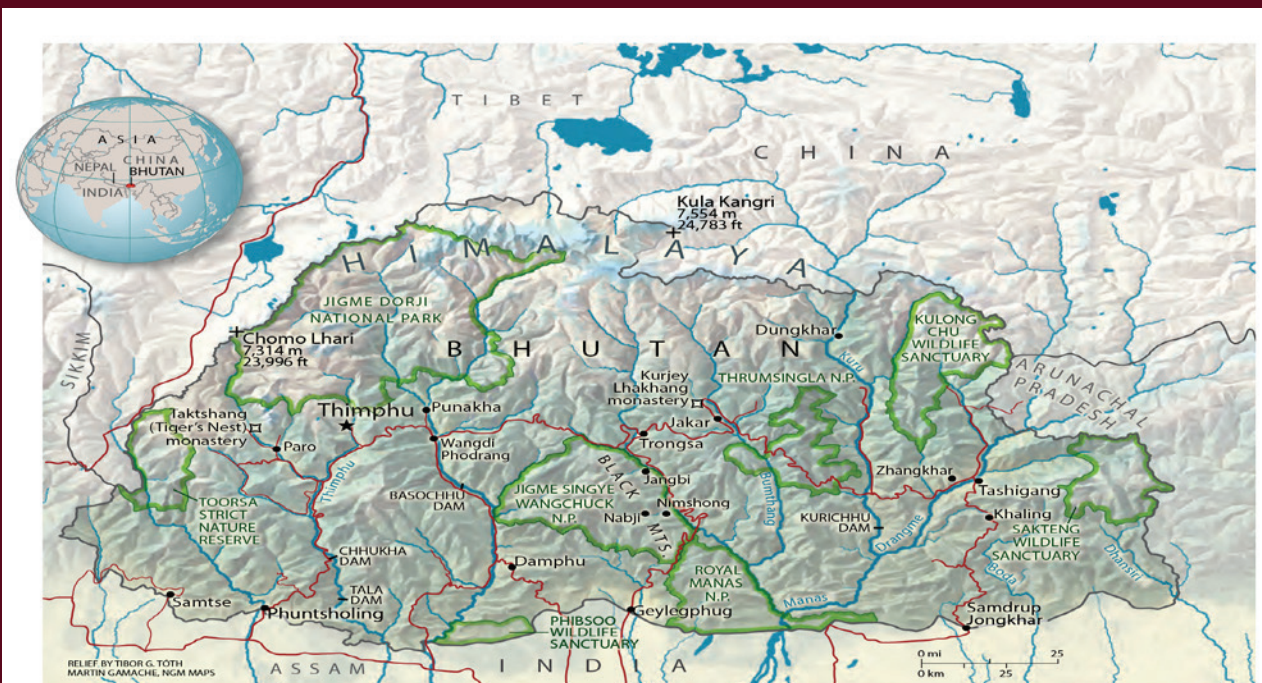 TIBET
CHINA
ASIA
NEPAL
CHINA
BHUTAN
INDIA
Kula Kangri
7,554 m
24,783 ft
HIMALAYA
JIGME DORJI
NATIONAL PARK
Chomo Lhari
7,314 m
23,996 ft
SIKKIM
BHUTAN
Dungkhar
Kuru
KULONG
CHU
WILDLIFE
SANCTUARY
ARUNACHAL
PRADESH
Kurjey
Lhakhang
monastery
THRUMSINGLA N.P.
Jakar
Taktshang
(Tiger's Nest)
monastery
Thimphu
Punakha
Paro
Wangdi
Phodrang
Trongsa
Thimphu
BLACK
MTS.
Jangbi
Bumthang
Zhangkhar
Tashigang
TOORSA
STRICT
NATURE
RESERVE
BASOCHHU
DAM
JIGME SINGYE
WANGCHUCK
N.P.
Nimshong
Nabji
KURICHHU
DAM
Drangme
Khaling
SAKTENG
WILDLIFE
SANCTUARY
Dhansiri
CHHUKHA
DAM
Damphu
ROYAL
MANAS
N.P.
Boda
TALA
DAM
Samtse
Phuntsholing
Geylegphug
Manas
Samdrup
Jongkhar
PHIBSOO
WILDLIFE
SANCTUARY
ASSAM
INDIA
RELIEF BY TIBOR G. TÓTH
MARTIN GAMACHE, NGM MAPS
0 mi 25
0 km 25